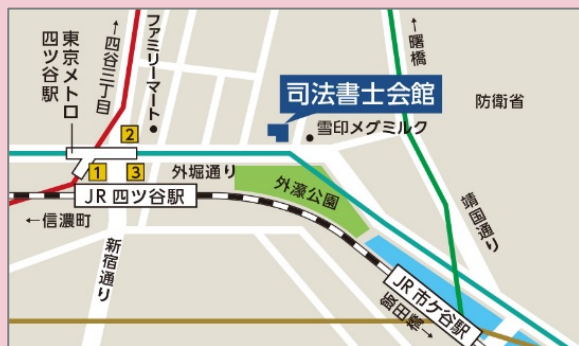 東京メトロ
四ツ谷駅
←四谷三丁目
ファミリーマート
←曙橋
司法書士会館
防衛省
雪印メグミルク
2
1
3
外堀通り
外濠公園
靖国通り
JR 四ツ谷駅
←信濃町
新宿通り
JR 市ケ谷駅
飯田橋→